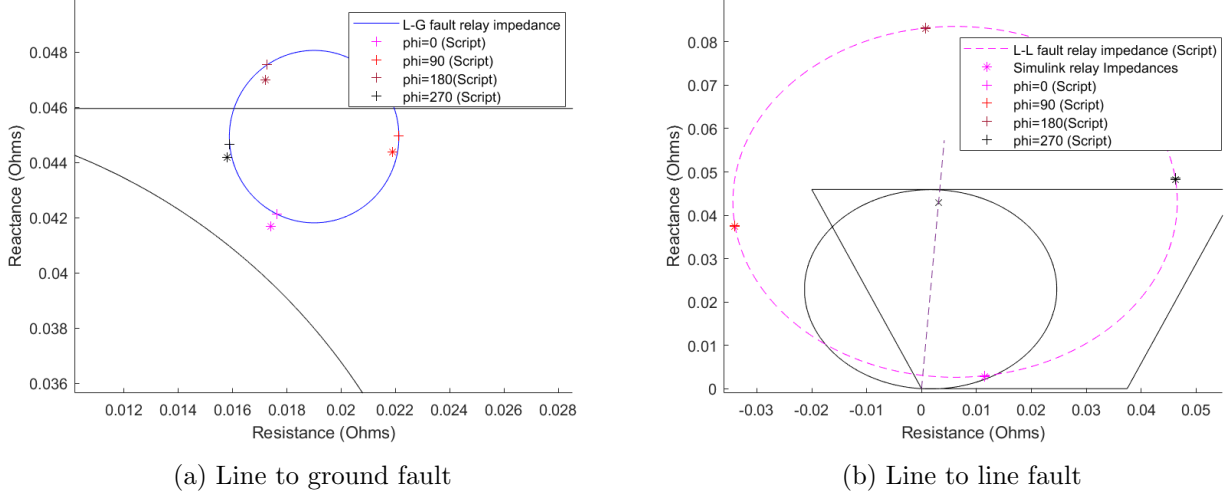 L-G fault relay impedance
phi=0 (Script)
phi=90 (Script)
phi=180(Script)
phi=270 (Script)
0.048
0.046
0.044
0.042
0.04
0.038
0.036
Reactance (Ohms)
0.012 0.014 0.016 0.018 0.02 0.022 0.024 0.026 0.028
Resistance (Ohms)
(a) Line to ground fault
L-L fault relay impedance (Script)
Simulink relay Impedances
phi=0 (Script)
phi=90 (Script)
phi=180(Script)
phi=270 (Script)
0.08
0.07
0.06
0.05
0.04
0.03
0.02
0.01
0
Reactance (Ohms)
-0.03 -0.02 -0.01 0 0.01 0.02 0.03 0.04 0.05
Resistance (Ohms)
(b) Line to line fault